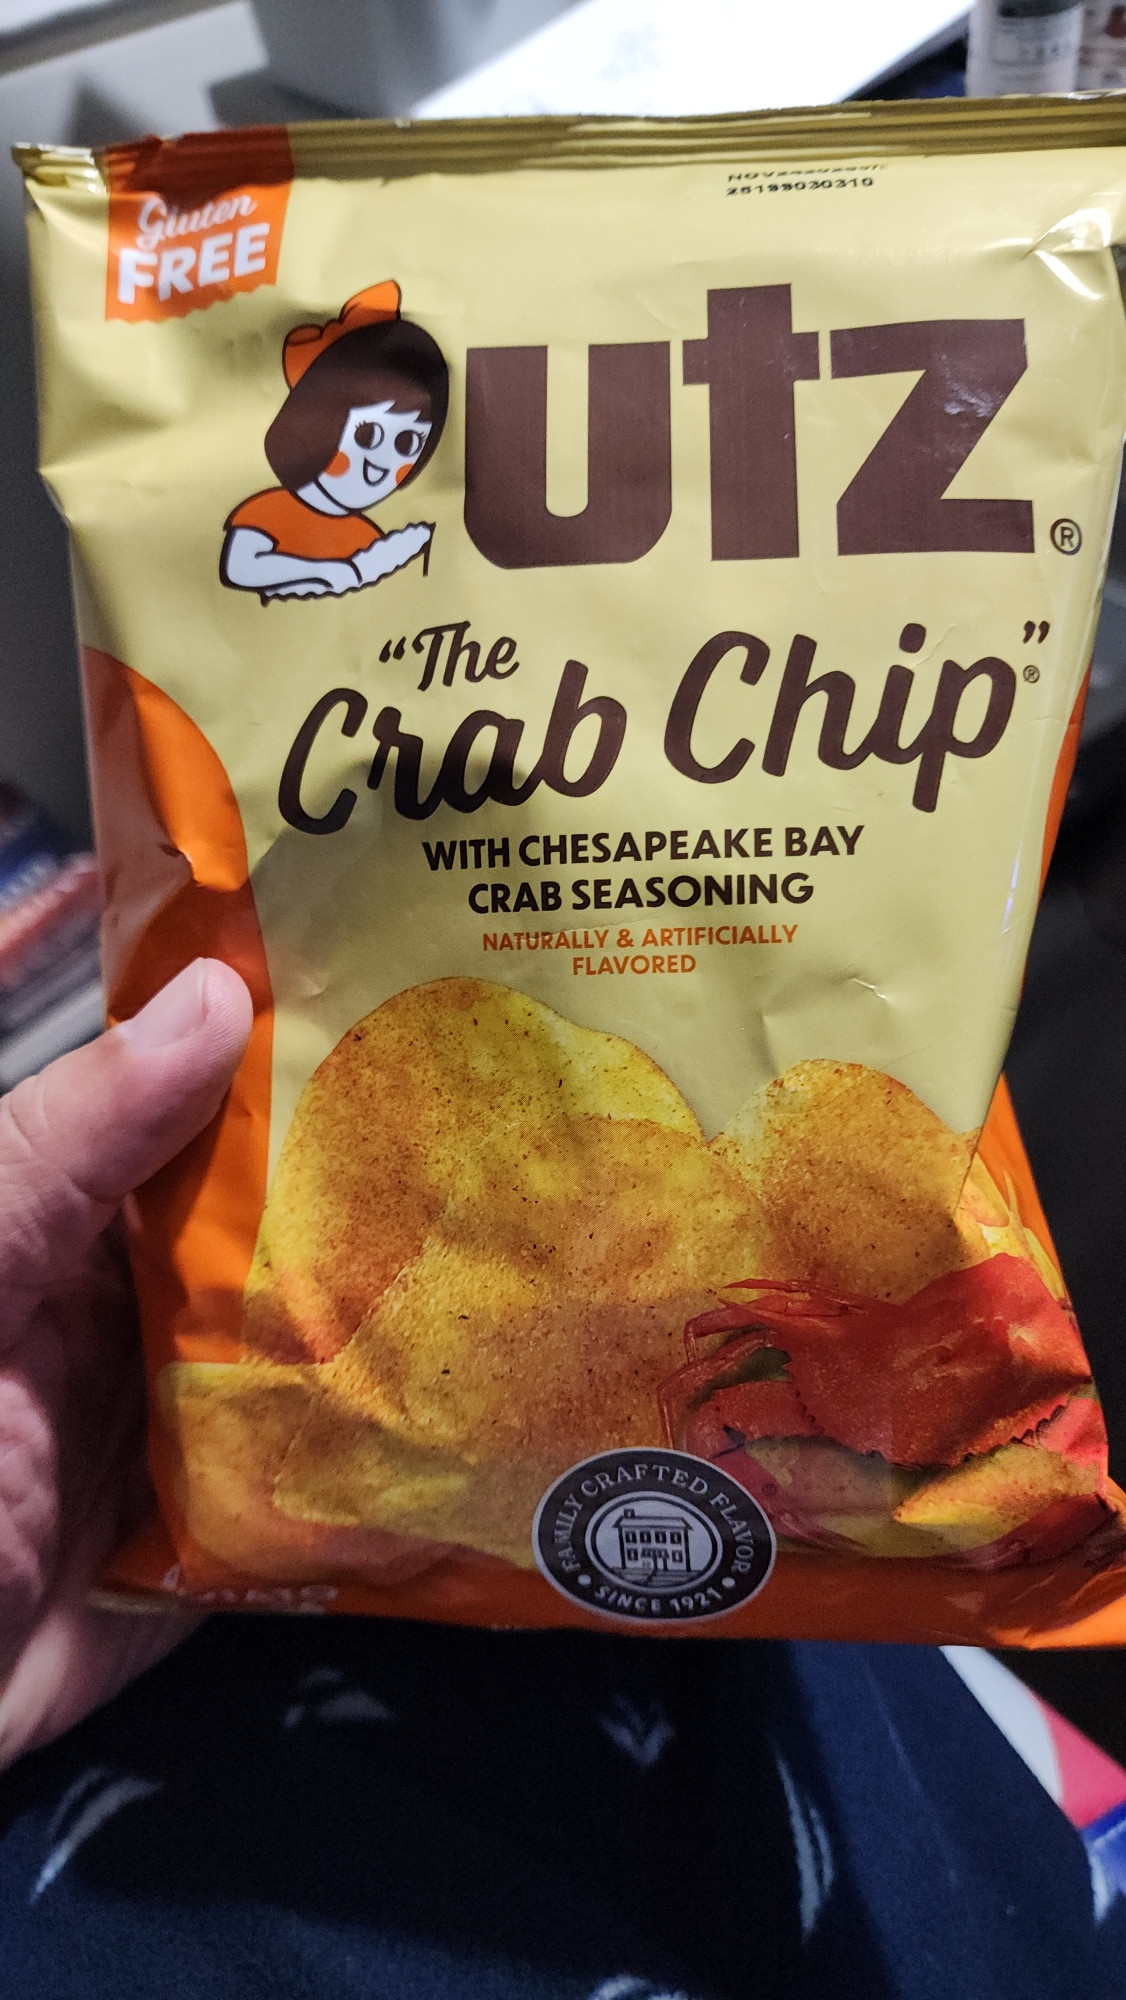 Gluten
FREE
25199030310
utz®
"The
Crab Chip"®
WITH CHESAPEAKE BAY
CRAB SEASONING
NATURALLY & ARTIFICIALLY
FLAVORED
FAMILY CRAFTED FLAVOR
• SINCE 1921 •